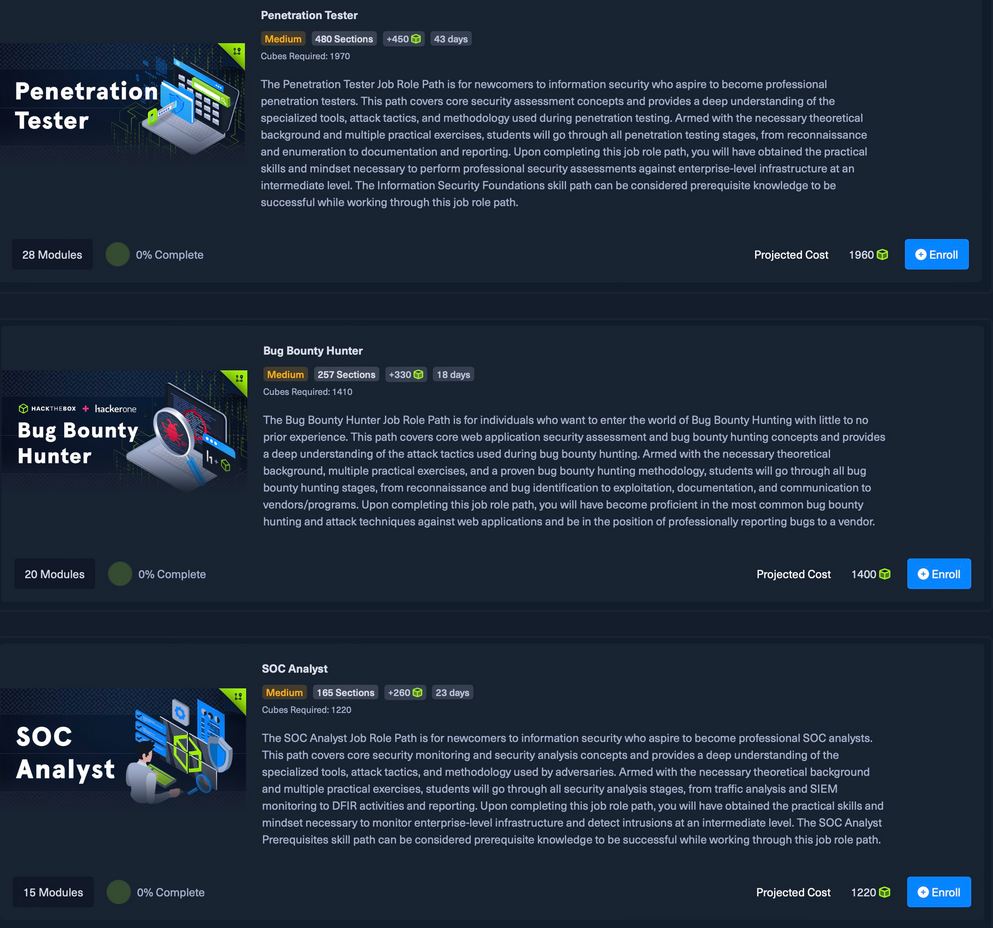 Penetration Tester
Medium 480 Sections +450 43 days
Cubes Required: 1970
Penetration
Tester
The Penetration Tester Job Role Path is for newcomers to information security who aspire to become professional
penetration testers. This path covers core security assessment concepts and provides a deep understanding of the
specialized tools, attack tactics, and methodology used during penetration testing. Armed with the necessary theoretical
background and multiple practical exercises, students will go through all penetration testing stages, from reconnaissance
and enumeration to documentation and reporting. Upon completing this job role path, you will have obtained the practical
skills and mindset necessary to perform professional security assessments against enterprise-level infrastructure at an
intermediate level. The Information Security Foundations skill path can be considered prerequisite knowledge to be
successful while working through this job role path.
28 Modules 0% Complete Projected Cost 1960 Enroll
Bug Bounty Hunter
Medium 257 Sections +330 18 days
Cubes Required: 1410
HACKTHEBOX + hackerone
Bug Bounty
Hunter
The Bug Bounty Hunter Job Role Path is for individuals who want to enter the world of Bug Bounty Hunting with little to no
prior experience. This path covers core web application security assessment and bug bounty hunting concepts and provides
a deep understanding of the attack tactics used during bug bounty hunting. Armed with the necessary theoretical
background, multiple practical exercises, and a proven bug bounty hunting methodology, students will go through all bug
bounty hunting stages, from reconnaissance and bug identification to exploitation, documentation, and communication to
vendors/programs. Upon completing this job role path, you will have become proficient in the most common bug bounty
hunting and attack techniques against web applications and be in the position of professionally reporting bugs to a vendor.
20 Modules 0% Complete Projected Cost 1400 Enroll
SOC Analyst
Medium 165 Sections +260 23 days
Cubes Required: 1220
SOC
Analyst
The SOC Analyst Job Role Path is for newcomers to information security who aspire to become professional SOC analysts.
This path covers core security monitoring and security analysis concepts and provides a deep understanding of the
specialized tools, attack tactics, and methodology used by adversaries. Armed with the necessary theoretical background
and multiple practical exercises, students will go through all security analysis stages, from traffic analysis and SIEM
monitoring to DFIR activities and reporting. Upon completing this job role path, you will have obtained the practical skills and
mindset necessary to monitor enterprise-level infrastructure and detect intrusions at an intermediate level. The SOC Analyst
Prerequisites skill path can be considered prerequisite knowledge to be successful while working through this job role path.
15 Modules 0% Complete Projected Cost 1220 Enroll